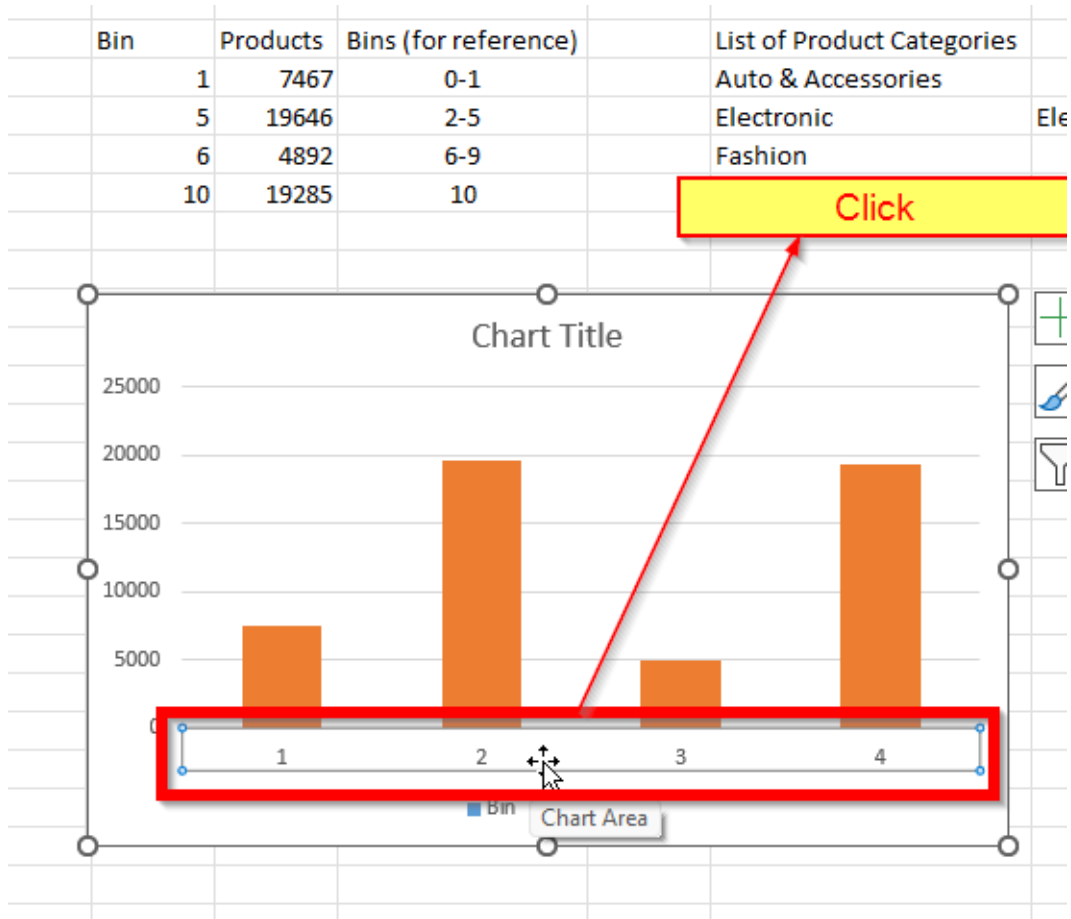 Bin Products Bins (for reference) List of Product Categories
1 7467 0-1 Auto & Accessories
5 19646 2-5 Electronic Ele
6 4892 6-9 Fashion
10 19285 10
Click
Chart Title
25000
20000
15000
10000
5000
0
1 2 3 4
Bin
Chart Area